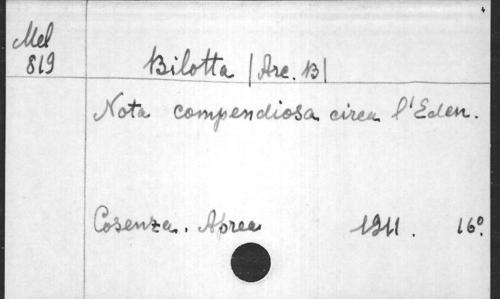 Mel
819
Bilotta |Arc. B|
Nota compendiosa circa l'Eden.
Cosenza. Aprea 1911. 16º.